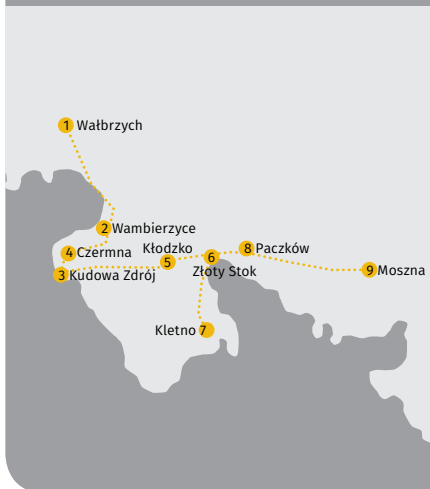 1 Wałbrzych
2 Wambierzyce
4 Czermna
Kłodzko
5
3 Kudowa Zdrój
6
Złoty Stok
8 Paczków
9 Moszna
Kletno 7